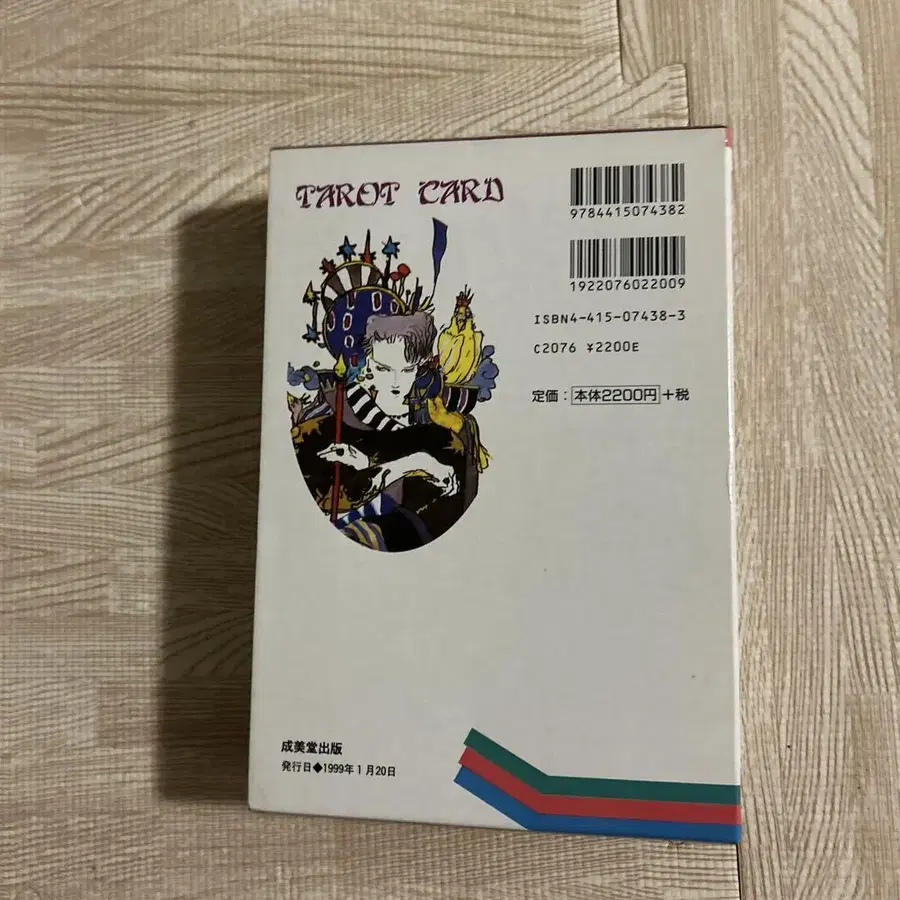 TAROT CARD
9784415074382
1922076022009
ISBN4-415-07438-3
C2076 ¥2200E
定価:本体2200円+税
成美堂出版
発行日◆1999年1月20日